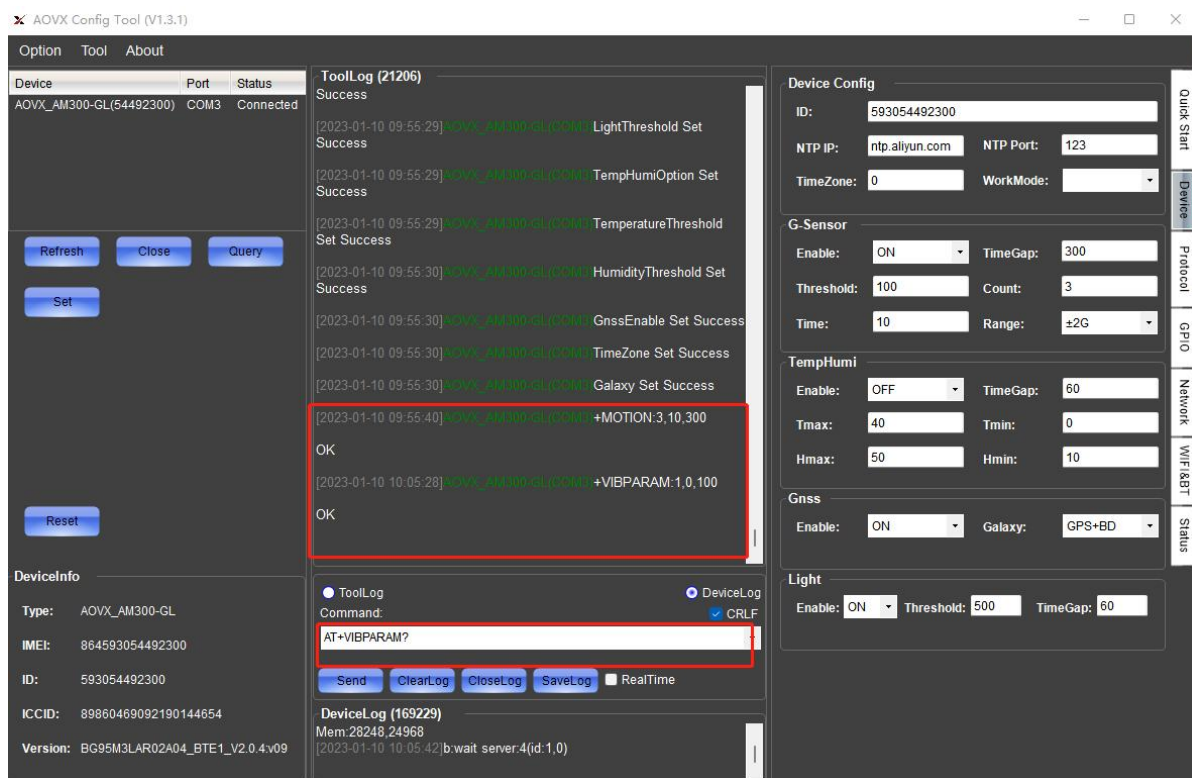 AOVX Config Tool (V1.3.1)
Option Tool About
Device Port Status
AOVX_AM300-GL(54492300) COM3 Connected
Refresh Close Query
Set
Reset
DeviceInfo
Type: AOVX_AM300-GL
IMEI: 864593054492300
ID: 593054492300
ICCID: 89860469092190144654
Version: BG95M3LAR02A04_BTE1_V2.0.4:v09
ToolLog (21206)
Success
[2023-01-10 09:55:29]AOVX_AM300-GL(COM3)LightThreshold Set
Success
[2023-01-10 09:55:29]AOVX_AM300-GL(COM3)TempHumiOption Set
Success
[2023-01-10 09:55:29]AOVX_AM300-GL(COM3)TemperatureThreshold
Set Success
[2023-01-10 09:55:30]AOVX_AM300-GL(COM3)HumidityThreshold Set
Success
[2023-01-10 09:55:30]AOVX_AM300-GL(COM3)GnssEnable Set Success
[2023-01-10 09:55:30]AOVX_AM300-GL(COM3)TimeZone Set Success
[2023-01-10 09:55:30]AOVX_AM300-GL(COM3)Galaxy Set Success
[2023-01-10 09:55:40]AOVX_AM300-GL(COM3)+MOTION:3,10,300
OK
[2023-01-10 10:05:28]AOVX_AM300-GL(COM3)+VIBPARAM:1,0,100
OK
ToolLog DeviceLog
Command: CRLF
AT+VIBPARAM?
Send ClearLog CloseLog SaveLog RealTime
DeviceLog (169229)
Mem:28248,24968
[2023-01-10 10:05:42]b:wait server:4(id:1,0)
Device Config
ID: 593054492300
NTP IP: ntp.aliyun.com NTP Port: 123
TimeZone: 0 WorkMode:
G-Sensor
Enable: ON TimeGap: 300
Threshold: 100 Count: 3
Time: 10 Range: ±2G
TempHumi
Enable: OFF TimeGap: 60
Tmax: 40 Tmin: 0
Hmax: 50 Hmin: 10
Gnss
Enable: ON Galaxy: GPS+BD
Light
Enable: ON Threshold: 500 TimeGap: 60
Quick Start
Device
Protocol
GPIO
Network
WIFI&BT
Status